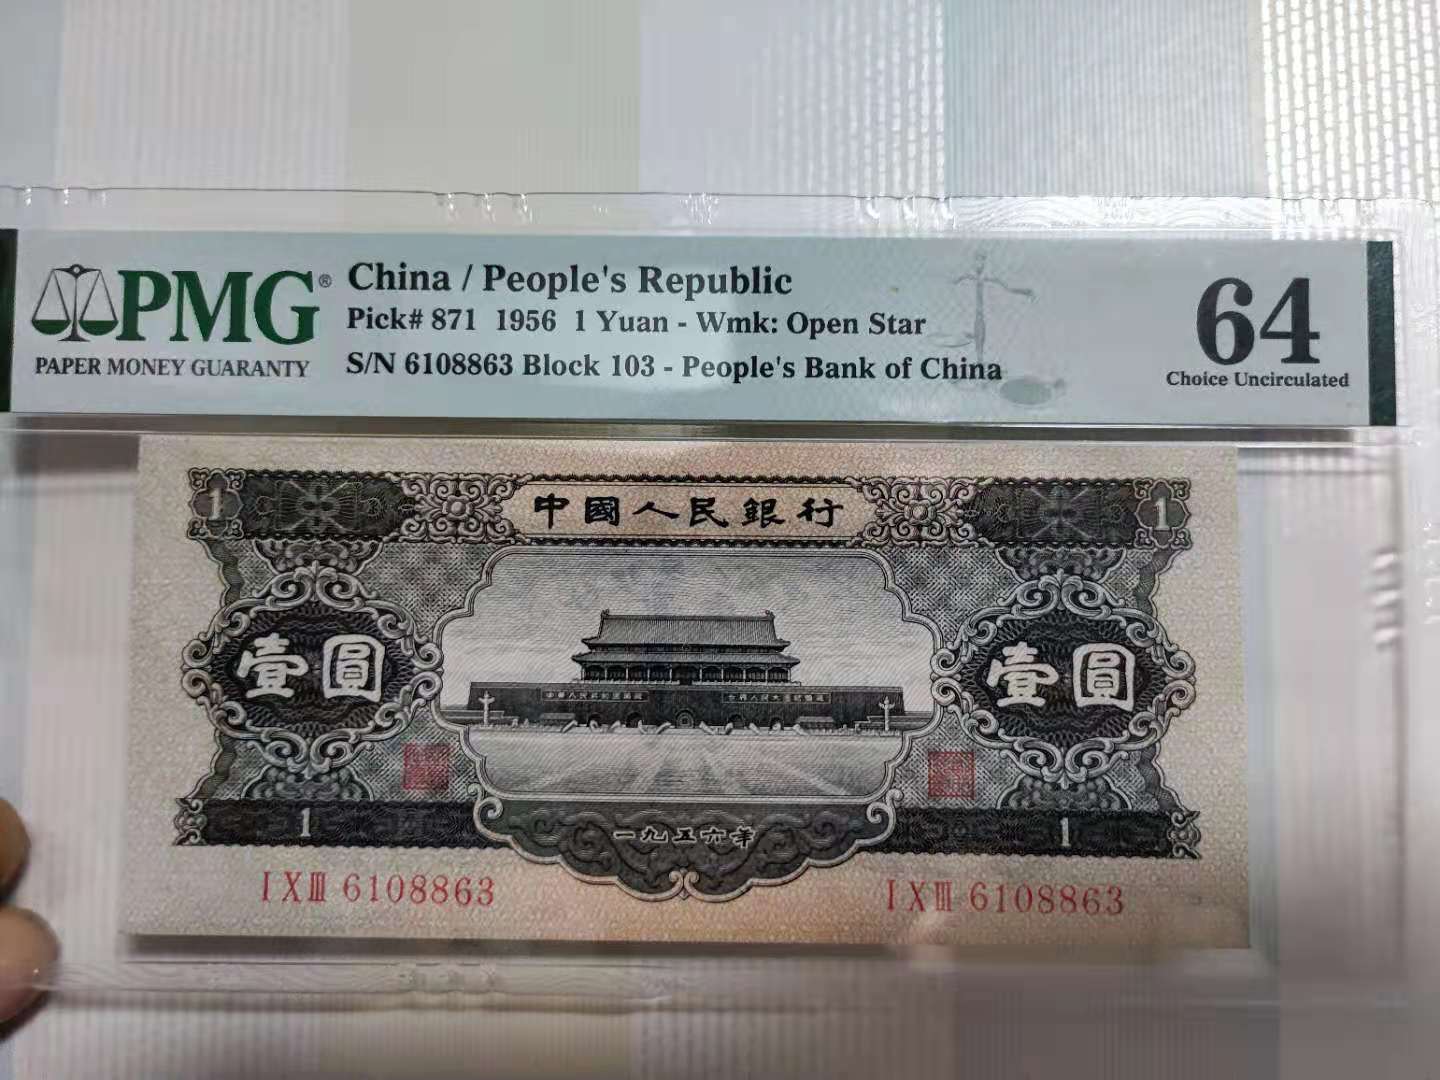 PMG®
PAPER MONEY GUARANTY
China / People's Republic
Pick# 871 1956 1 Yuan - Wmk: Open Star
S/N 6108863 Block 103 - People's Bank of China
64
Choice Uncirculated
1 中國人民銀行 1
壹圓 壹圓
1 一九五六年 1
I X III 6108863 I X III 6108863